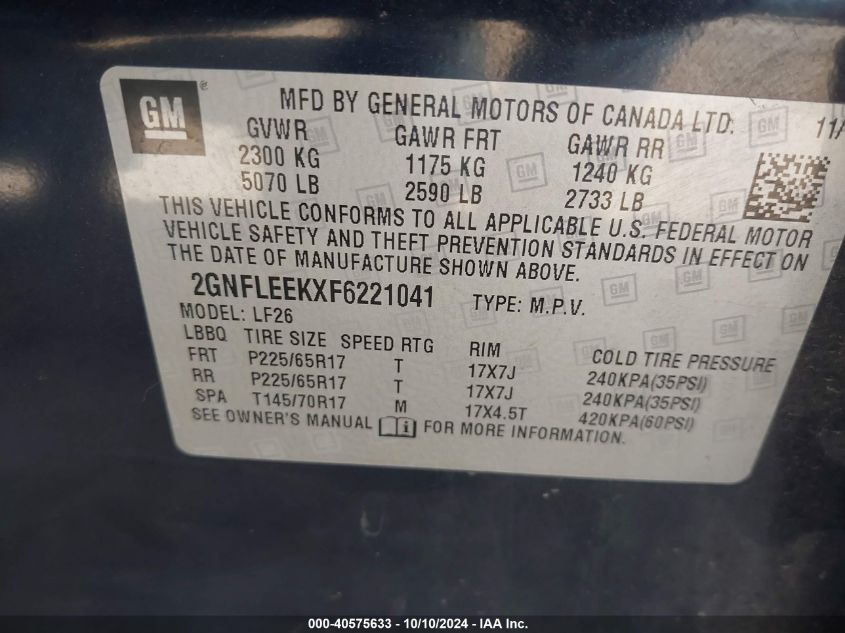 GM ®
MFD BY GENERAL MOTORS OF CANADA LTD. 11/
GVWR GAWR FRT GAWR RR
2300 KG 1175 KG 1240 KG
5070 LB 2590 LB 2733 LB
THIS VEHICLE CONFORMS TO ALL APPLICABLE U.S. FEDERAL MOTOR
VEHICLE SAFETY AND THEFT PREVENTION STANDARDS IN EFFECT ON
THE DATE OF MANUFACTURE SHOWN ABOVE.
2GNFLEEKXF6221041 TYPE: M.P.V.
MODEL: LF26
LBBQ TIRE SIZE SPEED RTG RIM COLD TIRE PRESSURE
FRT P225/65R17 T 17X7J 240KPA(35PSI)
RR P225/65R17 T 17X7J 240KPA(35PSI)
SPA T145/70R17 M 17X4.5T 420KPA(60PSI)
SEE OWNER'S MANUAL FOR MORE INFORMATION.
000-40575633 - 10/10/2024 - IAA Inc.